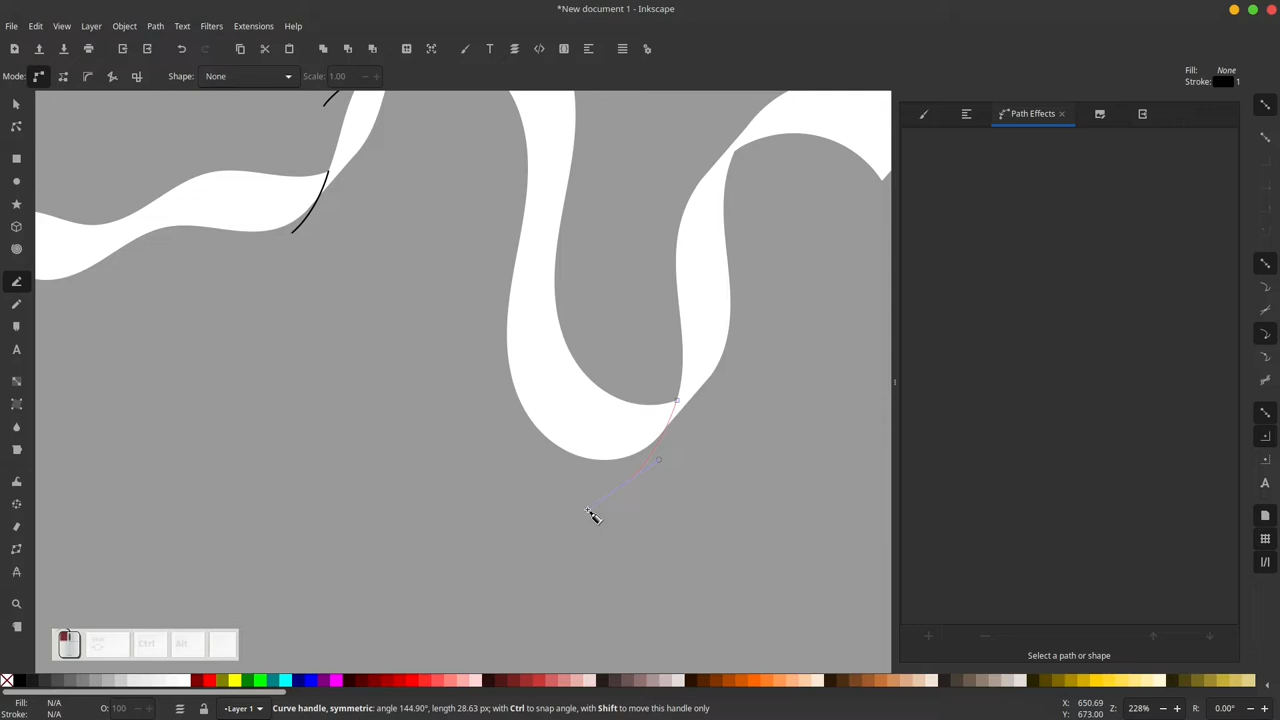 *New document 1 - Inkscape
File Edit View Layer Object Path Text Filters Extensions Help
Mode: Shape: None Scale: 1.00 - + Fill: None
Stroke: 1
Path Effects
Ctrl Alt
Select a path or shape
Fill: N/A O: 100 Layer 1 Curve handle, symmetric: angle 144.90°, length 28.63 px; with Ctrl to snap angle, with Shift to move this handle only X: 650.69 Z: 228% - + R: 0.00° - +
Stroke: N/A Y: 673.00